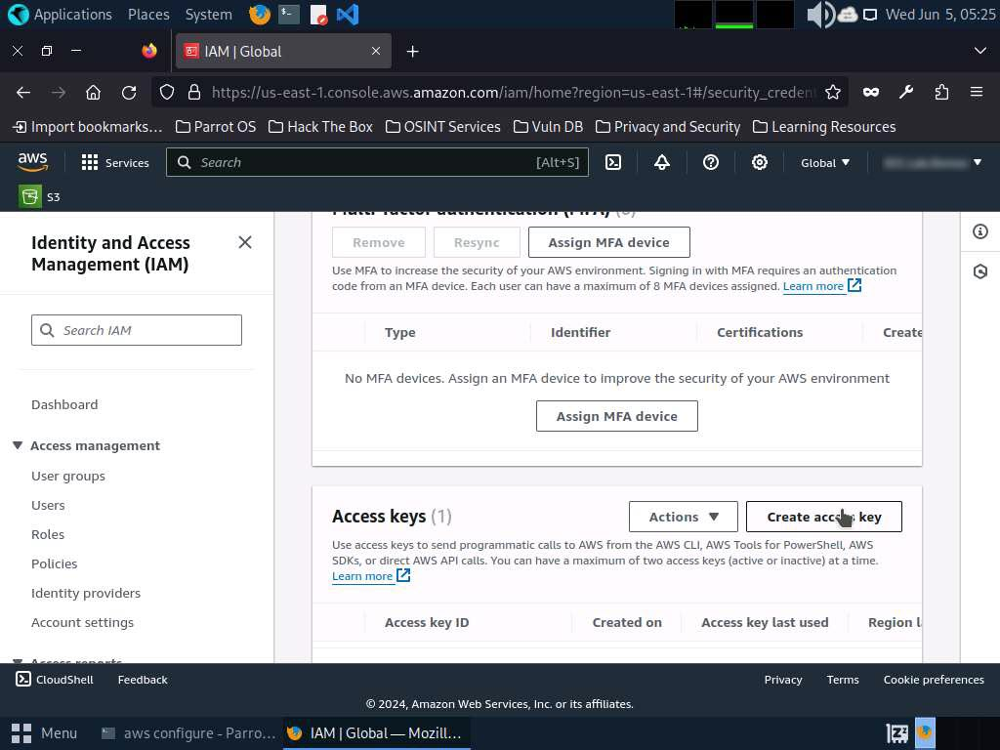 Applications Places System
Wed Jun 5, 05:25
IAM | Global
https://us-east-1.console.aws.amazon.com/iam/home?region=us-east-1#/security_creden
Import bookmarks... Parrot OS Hack The Box OSINT Services Vuln DB Privacy and Security Learning Resources
aws Services Search [Alt+S] Global
S3
Identity and Access Management (IAM)
Search IAM
Dashboard
Access management
User groups
Users
Roles
Policies
Identity providers
Account settings
Access reports
Multi-factor authentication (MFA)
Remove Resync Assign MFA device
Use MFA to increase the security of your AWS environment. Signing in with MFA requires an authentication
code from an MFA device. Each user can have a maximum of 8 MFA devices assigned. Learn more
Type Identifier Certifications Create
No MFA devices. Assign an MFA device to improve the security of your AWS environment
Assign MFA device
Access keys (1)
Actions Create access key
Use access keys to send programmatic calls to AWS from the AWS CLI, AWS Tools for PowerShell, AWS
SDKs, or direct AWS API calls. You can have a maximum of two access keys (active or inactive) at a time.
Learn more
Access key ID Created on Access key last used Region l
CloudShell Feedback Privacy Terms Cookie preferences
© 2024, Amazon Web Services, Inc. or its affiliates.
Menu aws configure - Parro... IAM | Global — Mozill...